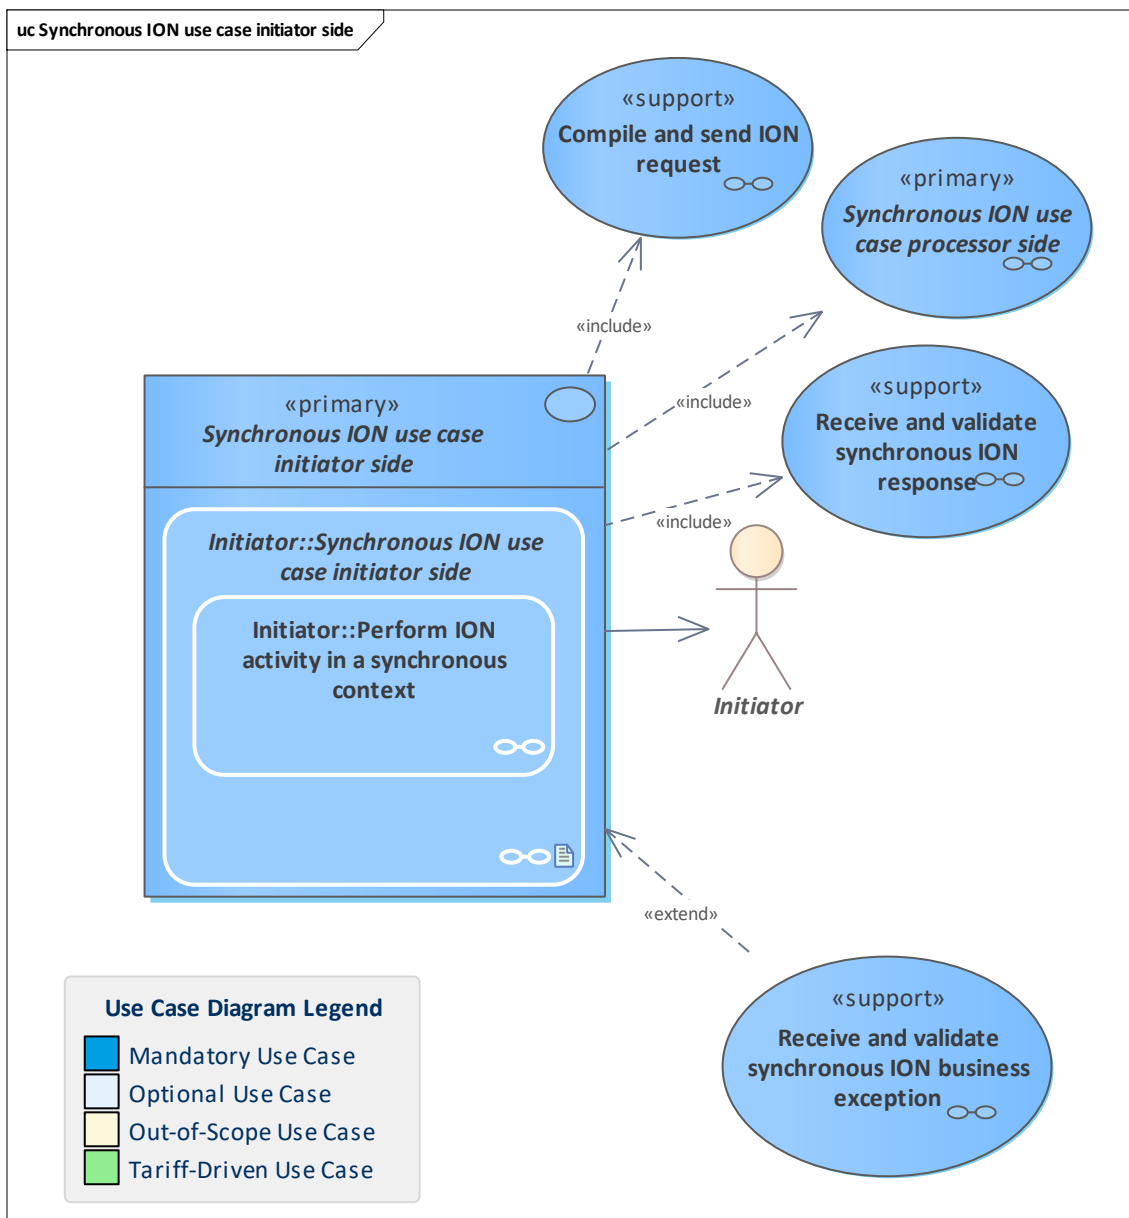 uc Synchronous ION use case initiator side
«support»
Compile and send ION
request
«primary»
Synchronous ION use
case processor side
«include»
«support»
Receive and validate
synchronous ION
response
«include»
«primary»
Synchronous ION use case
initiator side
«include»
Initiator::Synchronous ION use
case initiator side
Initiator::Perform ION
activity in a synchronous
context
Initiator
«extend»
«support»
Receive and validate
synchronous ION business
exception
Use Case Diagram Legend
Mandatory Use Case
Optional Use Case
Out-of-Scope Use Case
Tariff-Driven Use Case